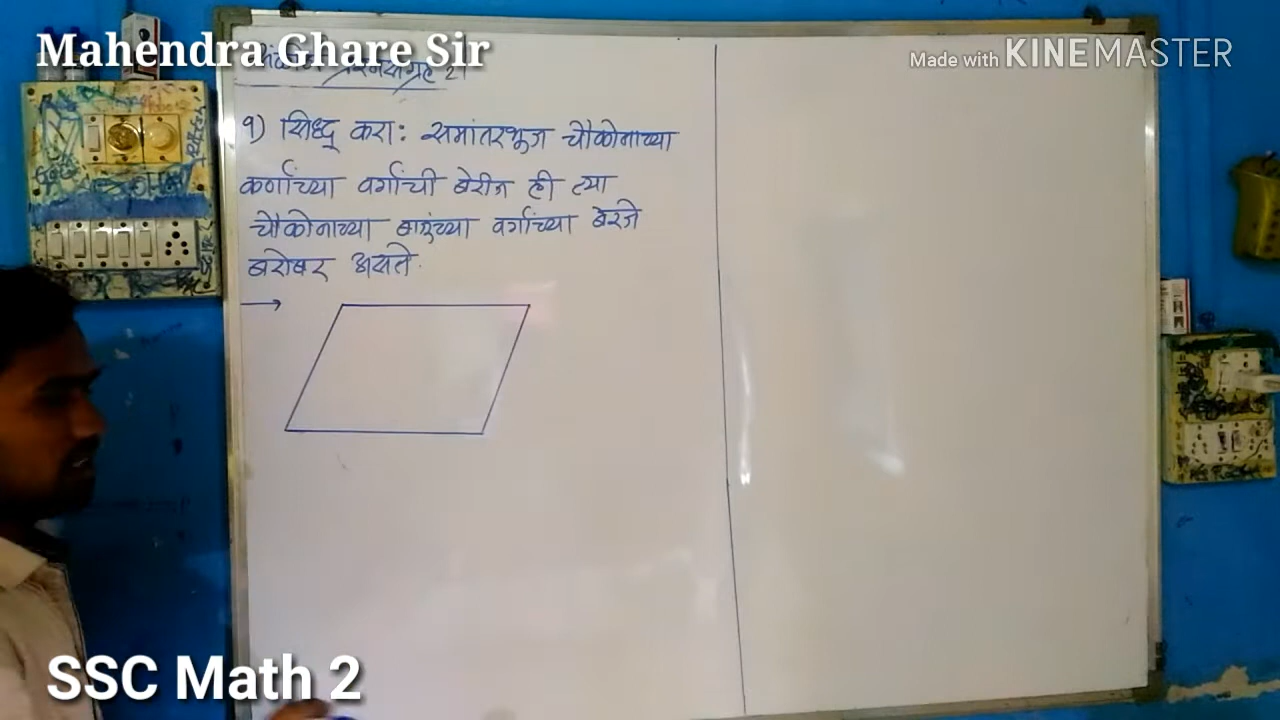 Mahendra Ghare Sir
Made with KINEMASTER
१) सिध्द करा: समांतरभुज चौकोनाच्या
कर्णांच्या वर्गांची बेरीज ही त्या
चौकोनाच्या बाजूंच्या वर्गांच्या बेरजे
बरोबर असते.
SSC Math 2